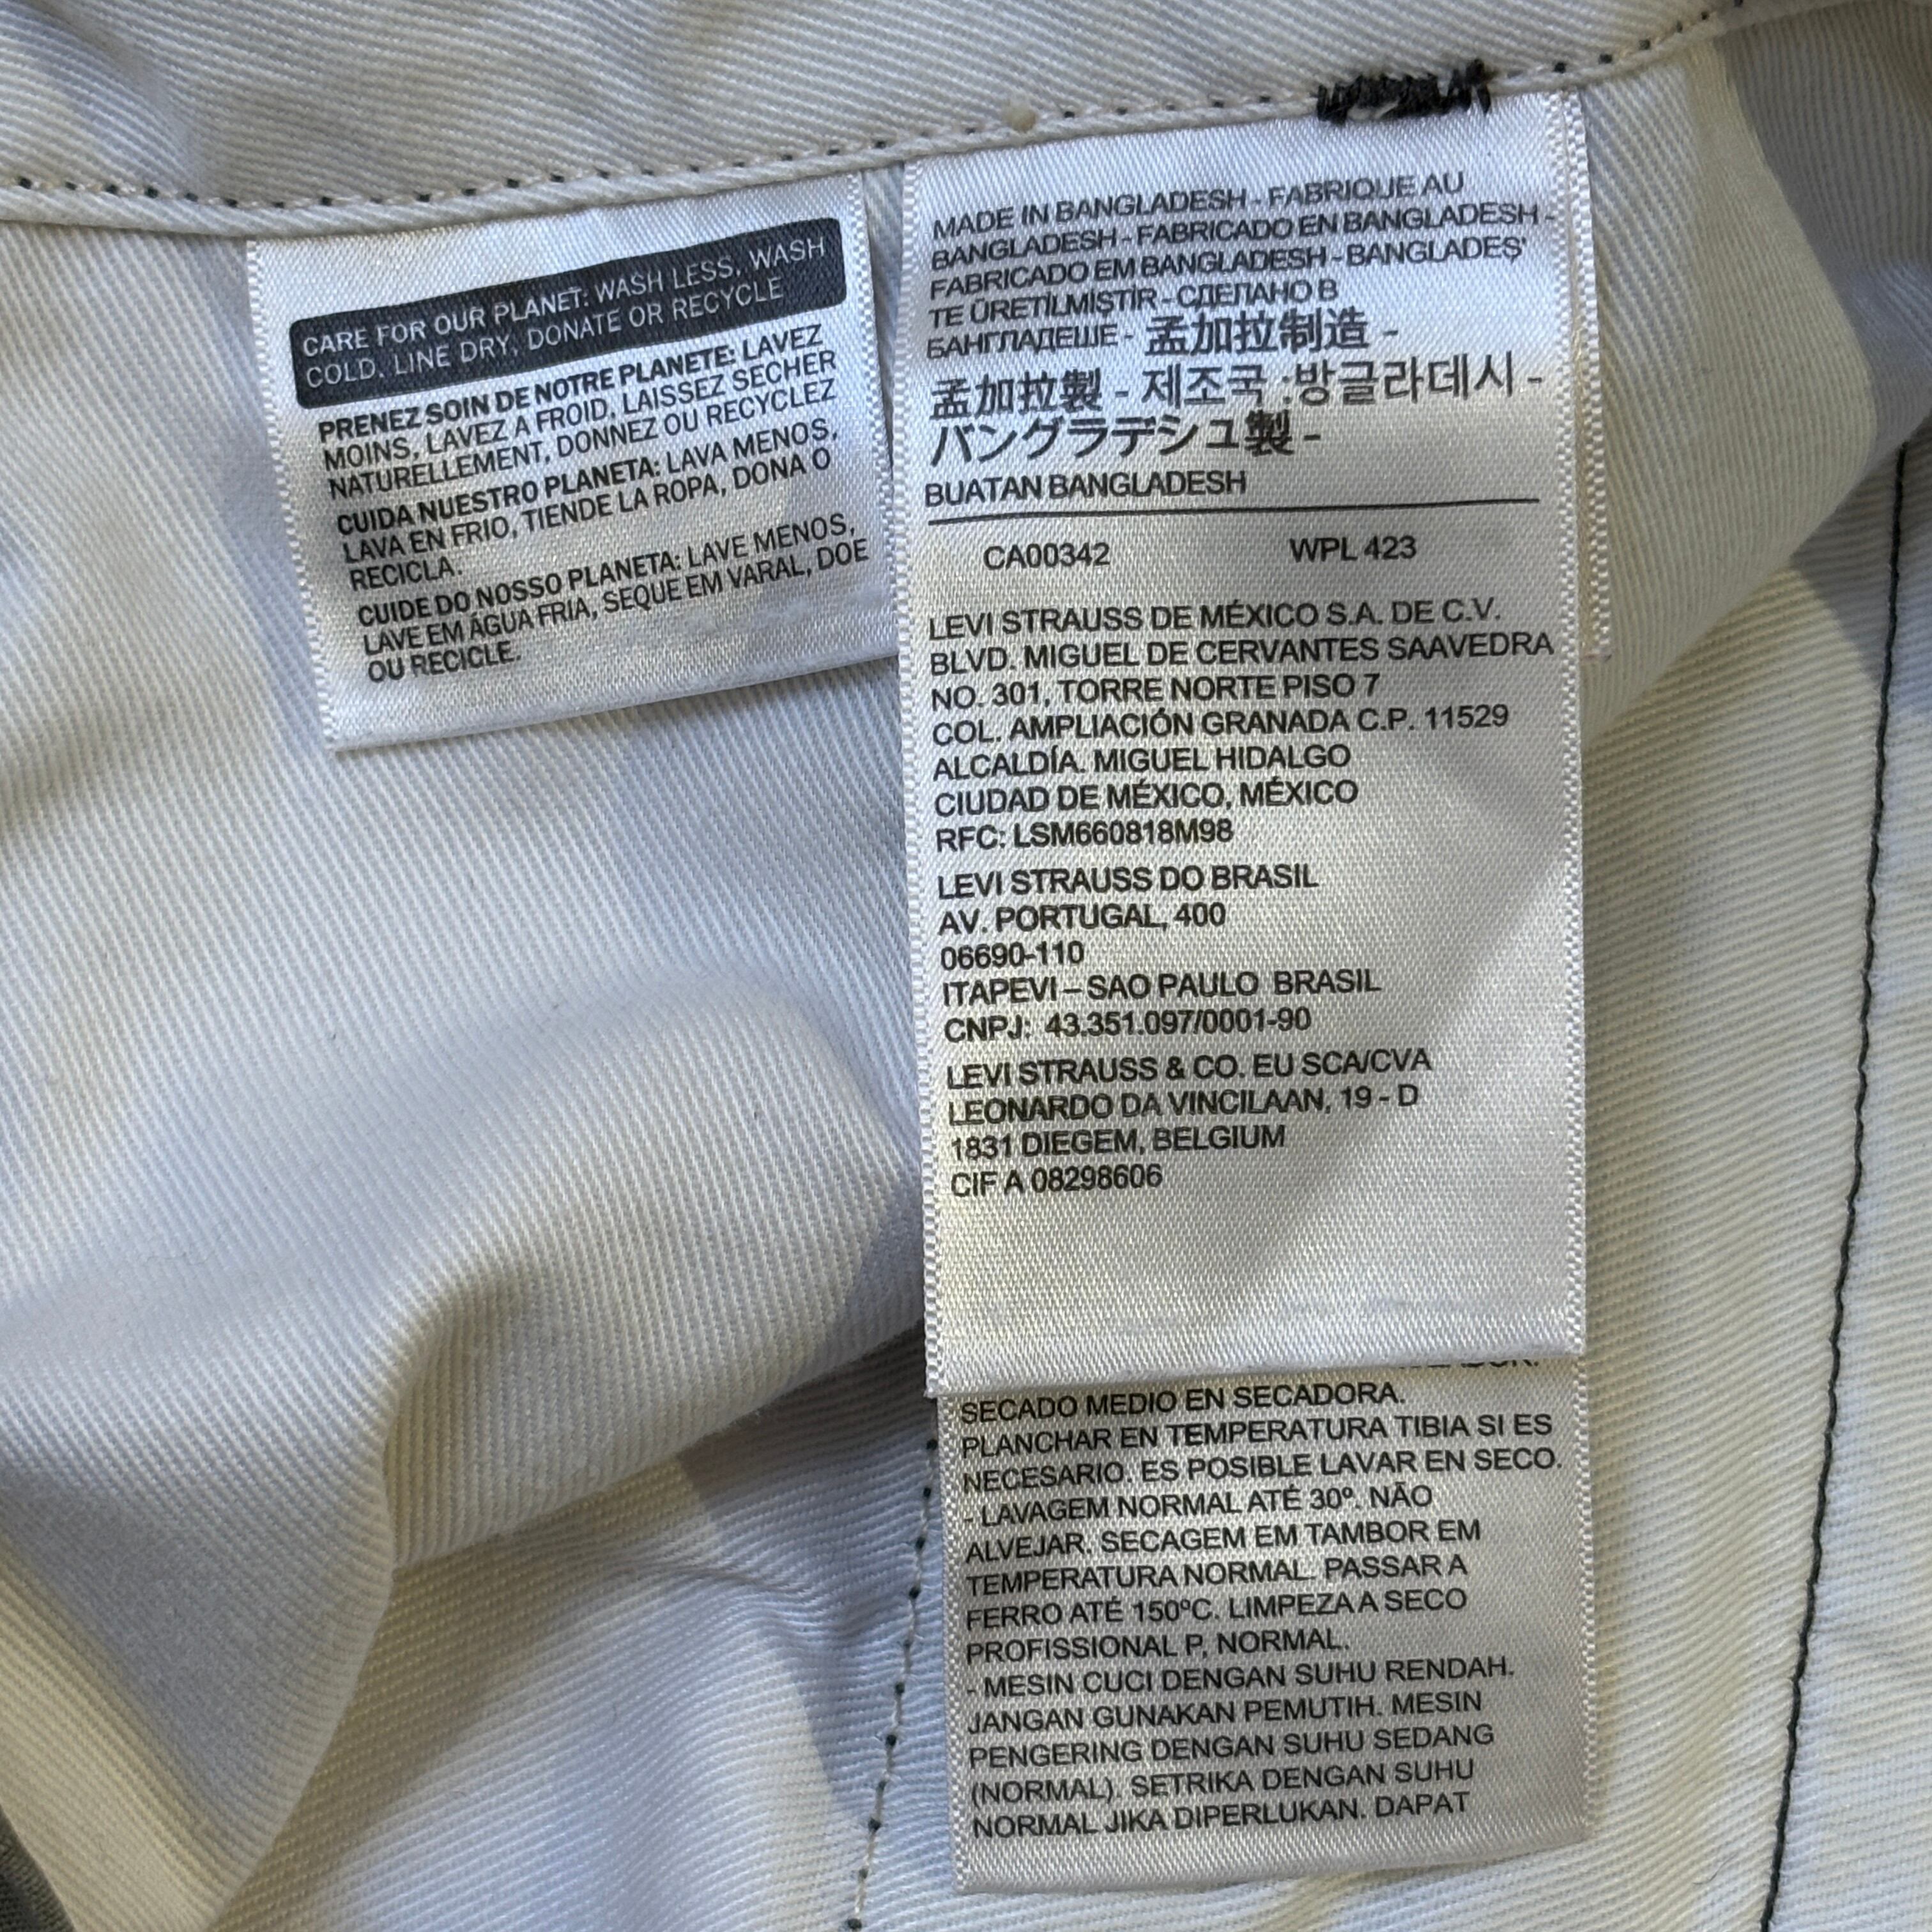 CARE FOR OUR PLANET: WASH LESS, WASH
COLD, LINE DRY, DONATE OR RECYCLE
PRENEZ SOIN DE NOTRE PLANETE: LAVEZ
MOINS, LAVEZ A FROID, LAISSEZ SECHER
NATURELLEMENT, DONNEZ OU RECYCLEZ
CUIDA NUESTRO PLANETA: LAVA MENOS,
LAVA EN FRIO, TIENDE LA ROPA, DONA O
RECICLA.
CUIDE DO NOSSO PLANETA: LAVE MENOS,
LAVE EM ÁGUA FRIA, SEQUE EM VARAL, DOE
OU RECICLE.
MADE IN BANGLADESH - FABRIQUE AU
BANGLADESH - FABRICADO EN BANGLADESH -
FABRICADO EM BANGLADESH - BANGLADEŞ'
TE ÜRETİLMİŞTİR - СДЕЛАНО В
БАНГЛАДЕШЕ - 孟加拉制造 -
孟加拉製 - 제조국 :방글라데시 -
バングラデシュ製 -
BUATAN BANGLADESH
CA00342 WPL 423
LEVI STRAUSS DE MÉXICO S.A. DE C.V.
BLVD. MIGUEL DE CERVANTES SAAVEDRA
NO. 301, TORRE NORTE PISO 7
COL. AMPLIACIÓN GRANADA C.P. 11529
ALCALDÍA. MIGUEL HIDALGO
CIUDAD DE MÉXICO, MÉXICO
RFC: LSM660818M98
LEVI STRAUSS DO BRASIL
AV. PORTUGAL, 400
06690-110
ITAPEVI – SAO PAULO BRASIL
CNPJ: 43.351.097/0001-90
LEVI STRAUSS & CO. EU SCA/CVA
LEONARDO DA VINCILAAN, 19 - D
1831 DIEGEM, BELGIUM
CIF A 08298606
SECADO MEDIO EN SECADORA.
PLANCHAR EN TEMPERATURA TIBIA SI ES
NECESARIO. ES POSIBLE LAVAR EN SECO.
- LAVAGEM NORMAL ATÉ 30º. NÃO
ALVEJAR. SECAGEM EM TAMBOR EM
TEMPERATURA NORMAL. PASSAR A
FERRO ATÉ 150ºC. LIMPEZA A SECO
PROFISSIONAL P, NORMAL.
- MESIN CUCI DENGAN SUHU RENDAH.
JANGAN GUNAKAN PEMUTIH. MESIN
PENGERING DENGAN SUHU SEDANG
(NORMAL). SETRIKA DENGAN SUHU
NORMAL JIKA DIPERLUKAN. DAPAT